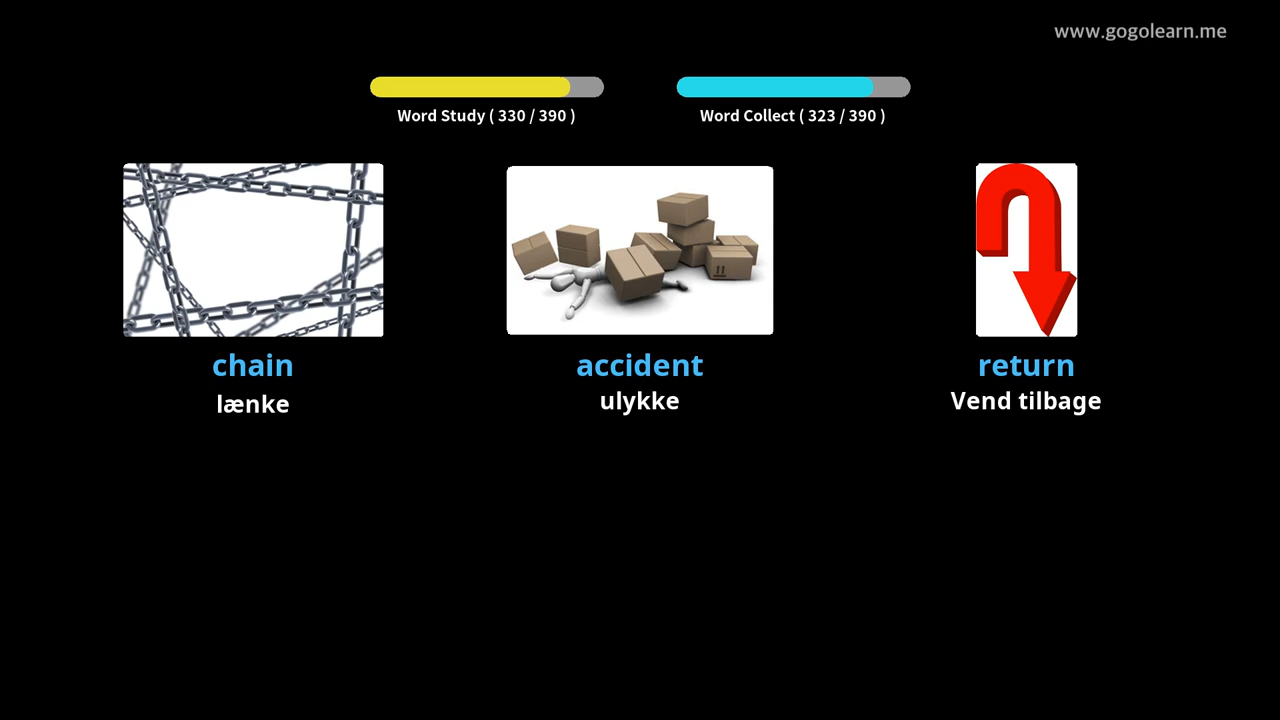 www.gogolearn.me
Word Study ( 330 / 390 )
Word Collect ( 323 / 390 )
chain
accident
return
lænke
ulykke
Vend tilbage